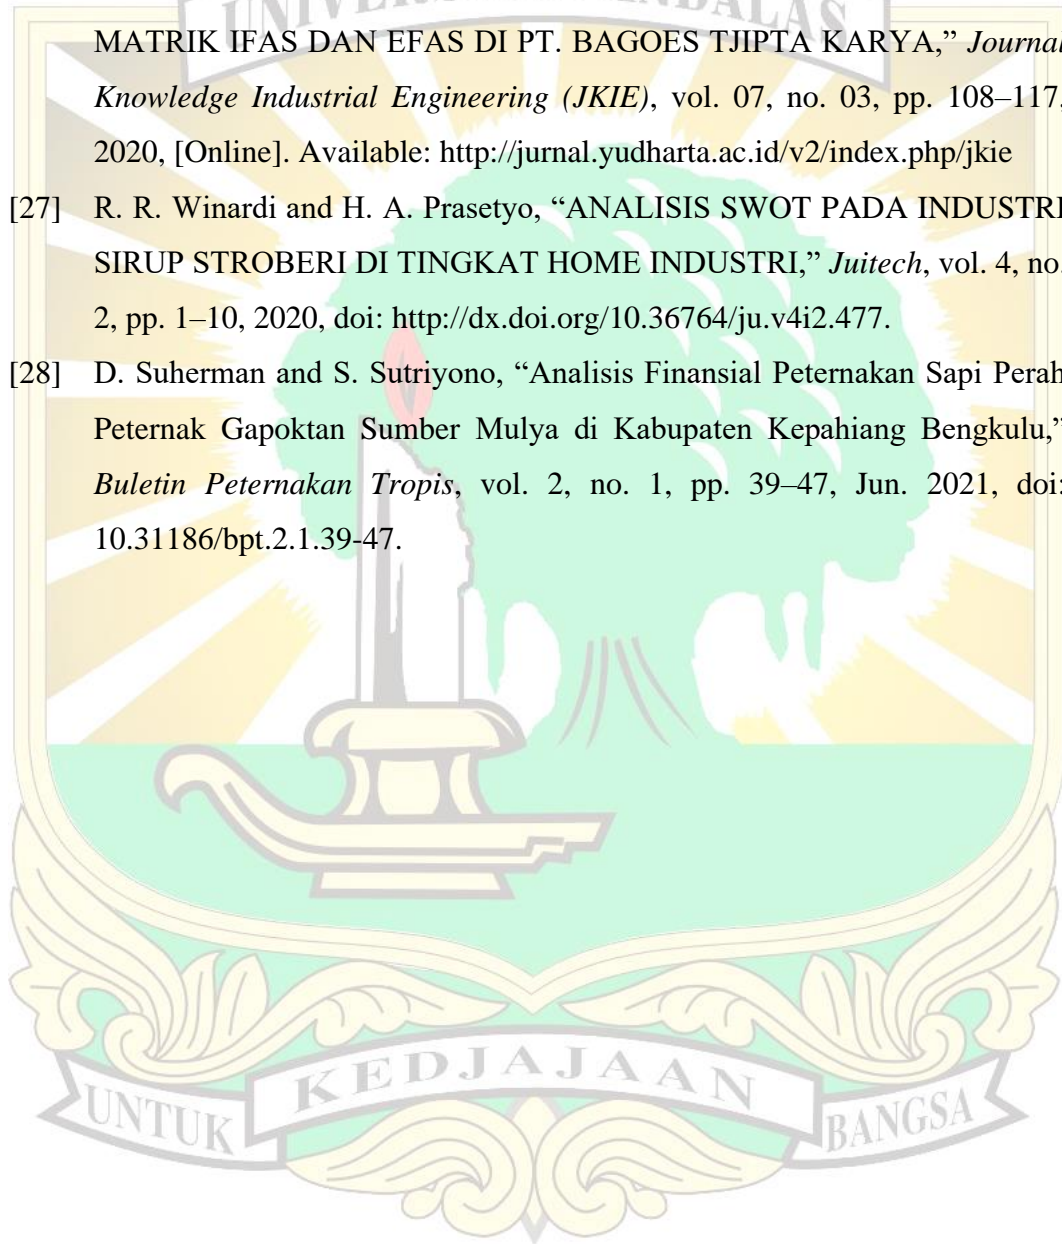 UNIVERSITAS ANDALAS
MATRIK IFAS DAN EFAS DI PT. BAGOES TJIPTA KARYA,” Journal
Knowledge Industrial Engineering (JKIE), vol. 07, no. 03, pp. 108–117,
2020, [Online]. Available: http://jurnal.yudharta.ac.id/v2/index.php/jkie
[27] R. R. Winardi and H. A. Prasetyo, “ANALISIS SWOT PADA INDUSTRI
SIRUP STROBERI DI TINGKAT HOME INDUSTRI,” Juitech, vol. 4, no.
2, pp. 1–10, 2020, doi: http://dx.doi.org/10.36764/ju.v4i2.477.
[28] D. Suherman and S. Sutriyono, “Analisis Finansial Peternakan Sapi Perah
Peternak Gapoktan Sumber Mulya di Kabupaten Kepahiang Bengkulu,”
Buletin Peternakan Tropis, vol. 2, no. 1, pp. 39–47, Jun. 2021, doi:
10.31186/bpt.2.1.39-47.
UNTUK KEDJAJAAN BANGSA